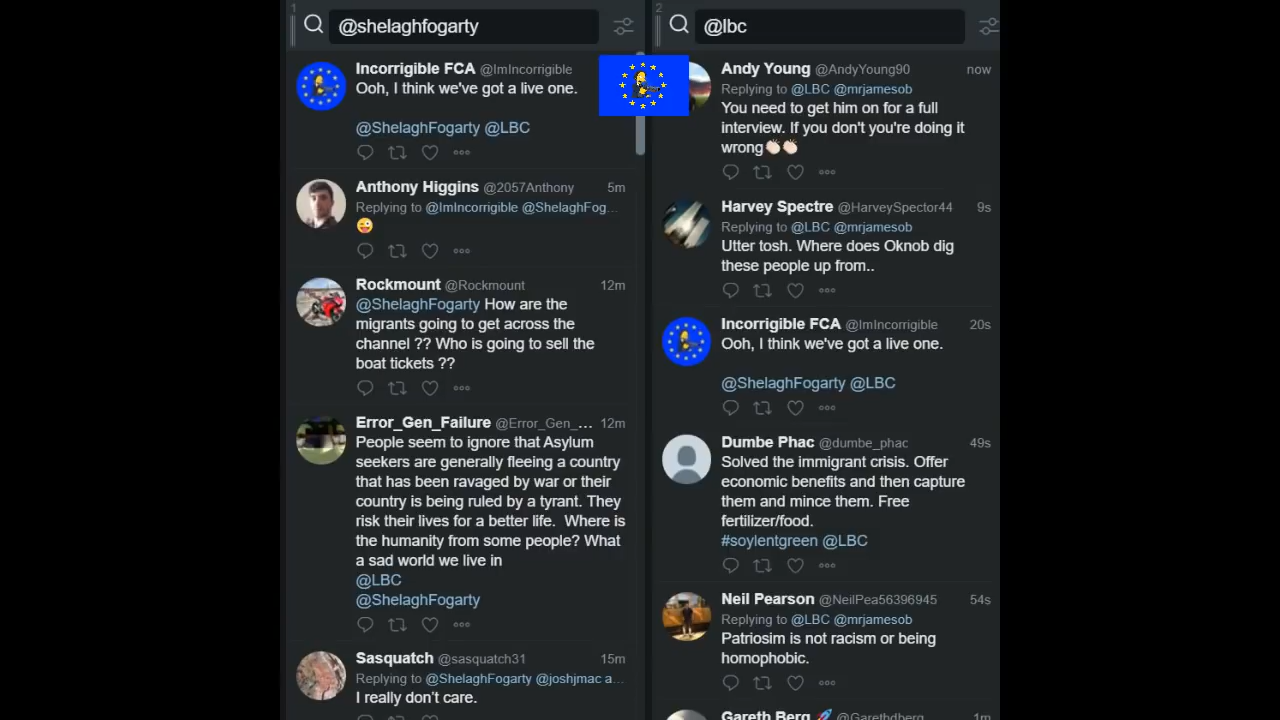 1
@shelaghfogarty
Incorrigible FCA @ImIncorrigible
Ooh, I think we've got a live one.
@ShelaghFogarty @LBC
Anthony Higgins @2057Anthony 5m
Replying to @ImIncorrigible @ShelaghFog...
😜
Rockmount @Rockmount 12m
@ShelaghFogarty How are the
migrants going to get across the
channel ?? Who is going to sell the
boat tickets ??
Error_Gen_Failure @Error_Gen_... 12m
People seem to ignore that Asylum
seekers are generally fleeing a country
that has been ravaged by war or their
country is being ruled by a tyrant. They
risk their lives for a better life.  Where is
the humanity from some people? What
a sad world we live in
@LBC
@ShelaghFogarty
Sasquatch @sasquatch31 15m
Replying to @ShelaghFogarty @joshjmac a...
I really don't care.
2
@lbc
Andy Young @AndyYoung90 now
Replying to @LBC @mrjamesob
You need to get him on for a full
interview. If you don't you're doing it
wrong👏🏻👏🏻
Harvey Spectre @HarveySpector44 9s
Replying to @LBC @mrjamesob
Utter tosh. Where does Oknob dig
these people up from..
Incorrigible FCA @ImIncorrigible 20s
Ooh, I think we've got a live one.
@ShelaghFogarty @LBC
Dumbe Phac @dumbe_phac 49s
Solved the immigrant crisis. Offer
economic benefits and then capture
them and mince them. Free
fertilizer/food.
#soylentgreen @LBC
Neil Pearson @NeilPea56396945 54s
Replying to @LBC @mrjamesob
Patriosim is not racism or being
homophobic.
Gareth Berg 🚀 @Garethdberg 1m